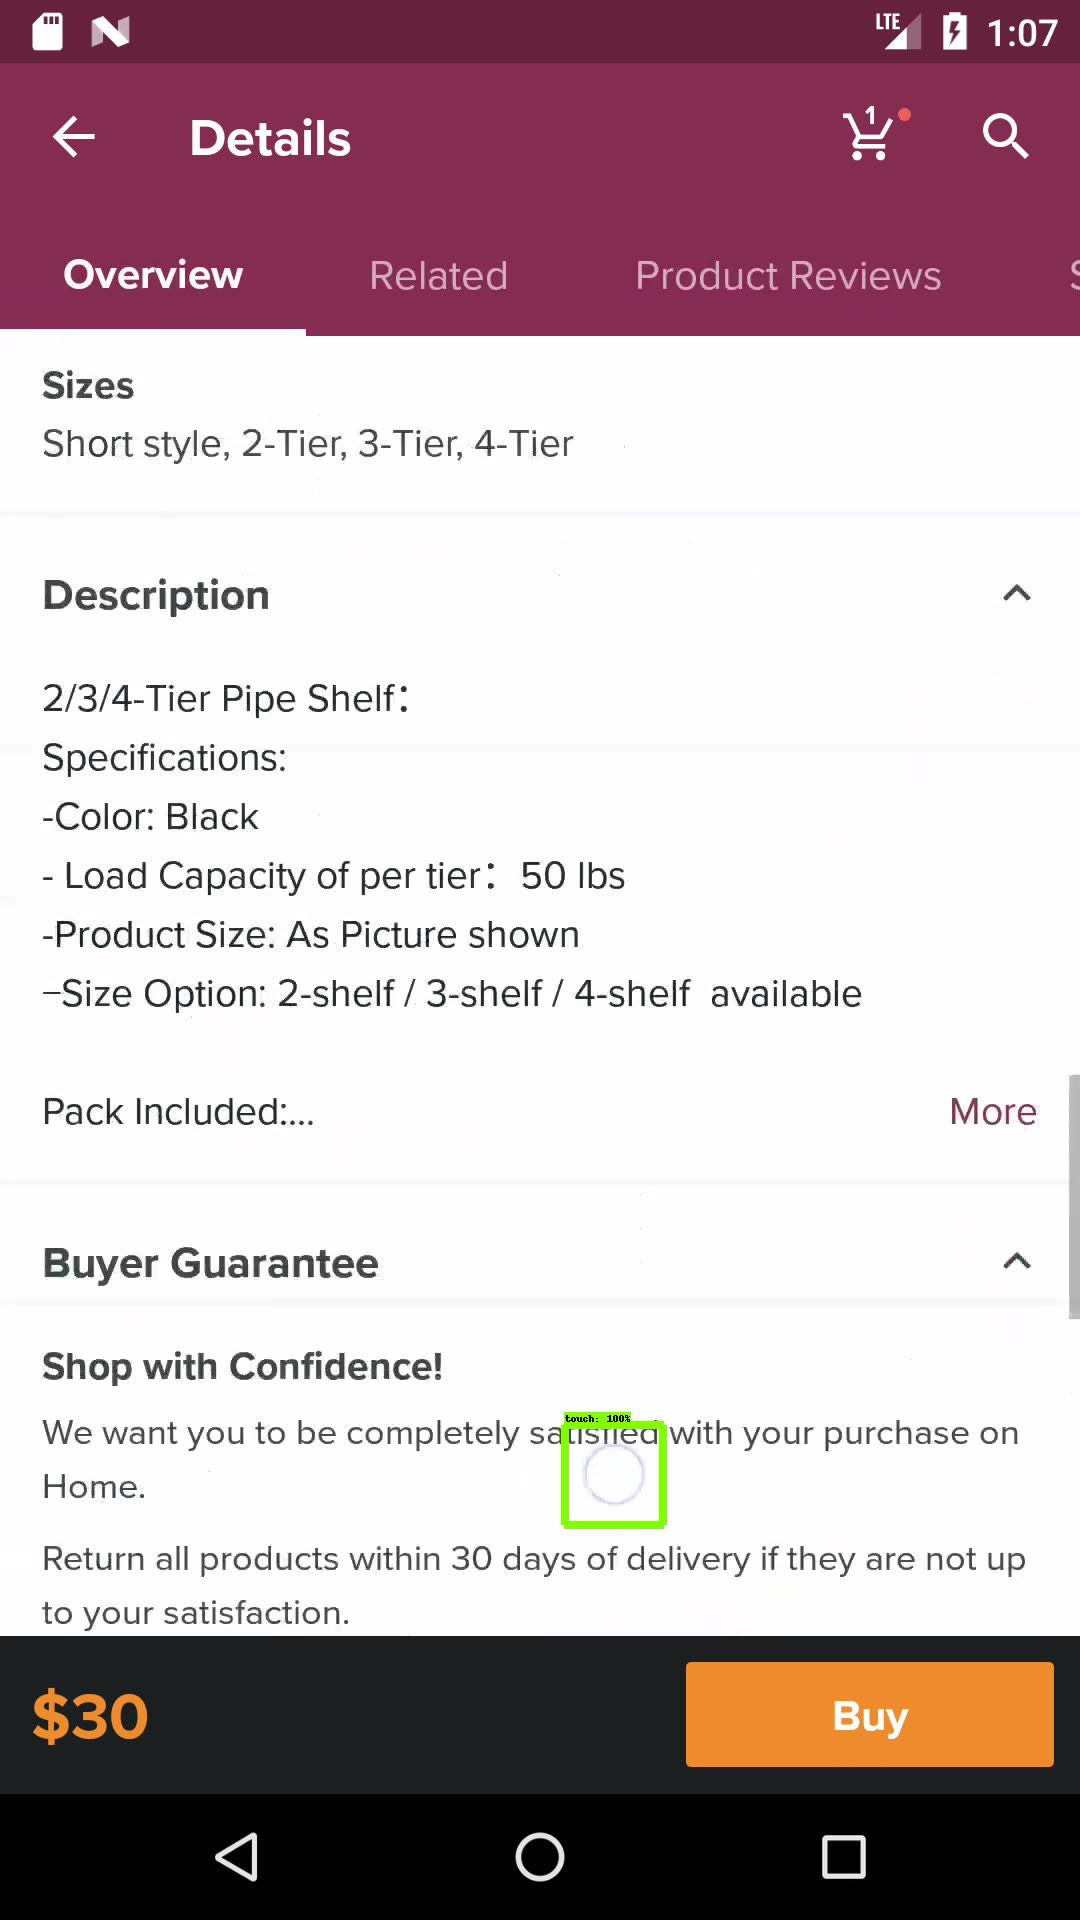 LTE 1:07
Details 1
Overview Related Product Reviews S
Sizes
Short style, 2-Tier, 3-Tier, 4-Tier
Description
2/3/4-Tier Pipe Shelf：
Specifications:
-Color: Black
- Load Capacity of per tier：50 lbs
-Product Size: As Picture shown
–Size Option: 2-shelf / 3-shelf / 4-shelf available
Pack Included:... More
Buyer Guarantee
Shop with Confidence!
touch: 100%
We want you to be completely satisfied with your purchase on
Home.
Return all products within 30 days of delivery if they are not up
to your satisfaction.
$30 Buy